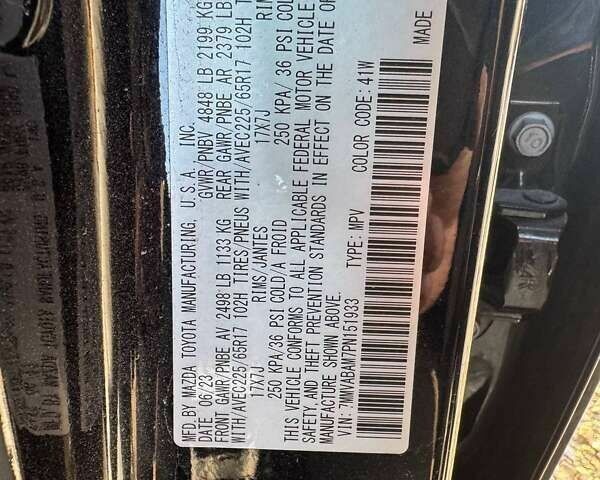 MFD. BY MAZDA TOYOTA MANUFACTURING, U.S.A. INC.
DATE 06/23 GVWR/PNBV 4848 LB 2199 KG
FRONT GAWR/PNBE AV 2498 LB 1133 KG REAR GAWR/PNBE AR 2379 LB
WITH/AVEC225/65R17 102H TIRES/PNEUS WITH/AVEC225/65R17 102H T
17X7J RIMS/JANTES 17X7J RIMS
250 KPA/36 PSI COLD/A FROID 250 KPA/ 36 PSI COLD
THIS VEHICLE CONFORMS TO ALL APPLICABLE FEDERAL MOTOR VEHICLE
SAFETY, AND THEFT PREVENTION STANDARDS IN EFFECT ON THE DATE OF
MANUFACTURE SHOWN ABOVE.
VIN: 7MMVABAM7PN151933 TYPE: MPV COLOR CODE: 41W MADE